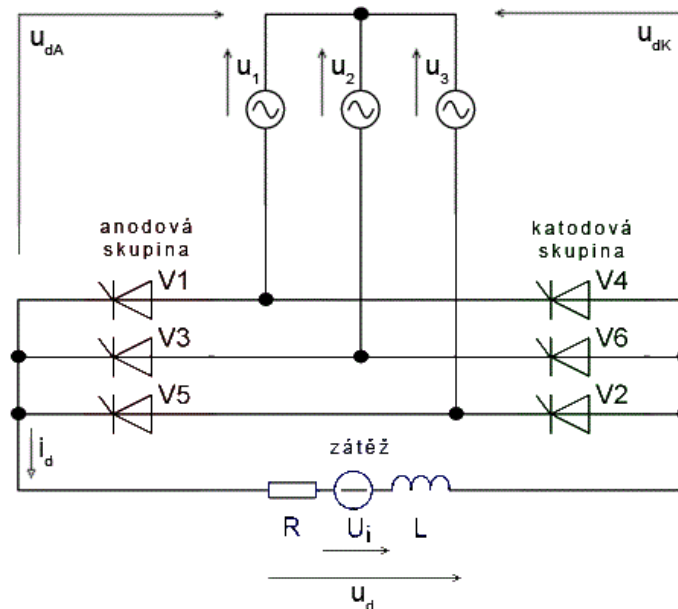 u_dA
u_dK
u_1
u_2
u_3
anodová
skupina
katodová
skupina
V1
V4
V3
V6
V5
V2
i_d
zátěž
R
U_i
L
u_d